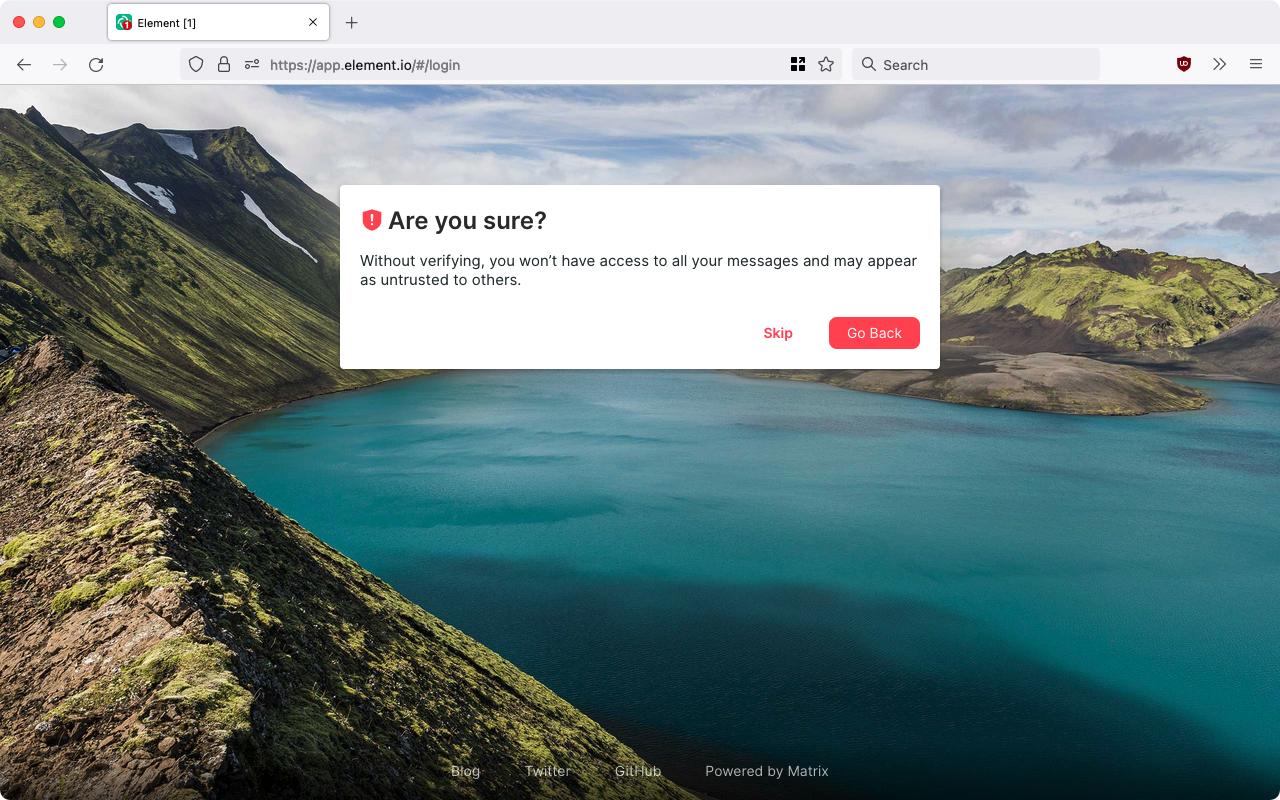 Element [1]
https://app.element.io/#/login
Search
Are you sure?
Without verifying, you won’t have access to all your messages and may appear
as untrusted to others.
Skip
Go Back
Blog
Twitter
GitHub
Powered by Matrix